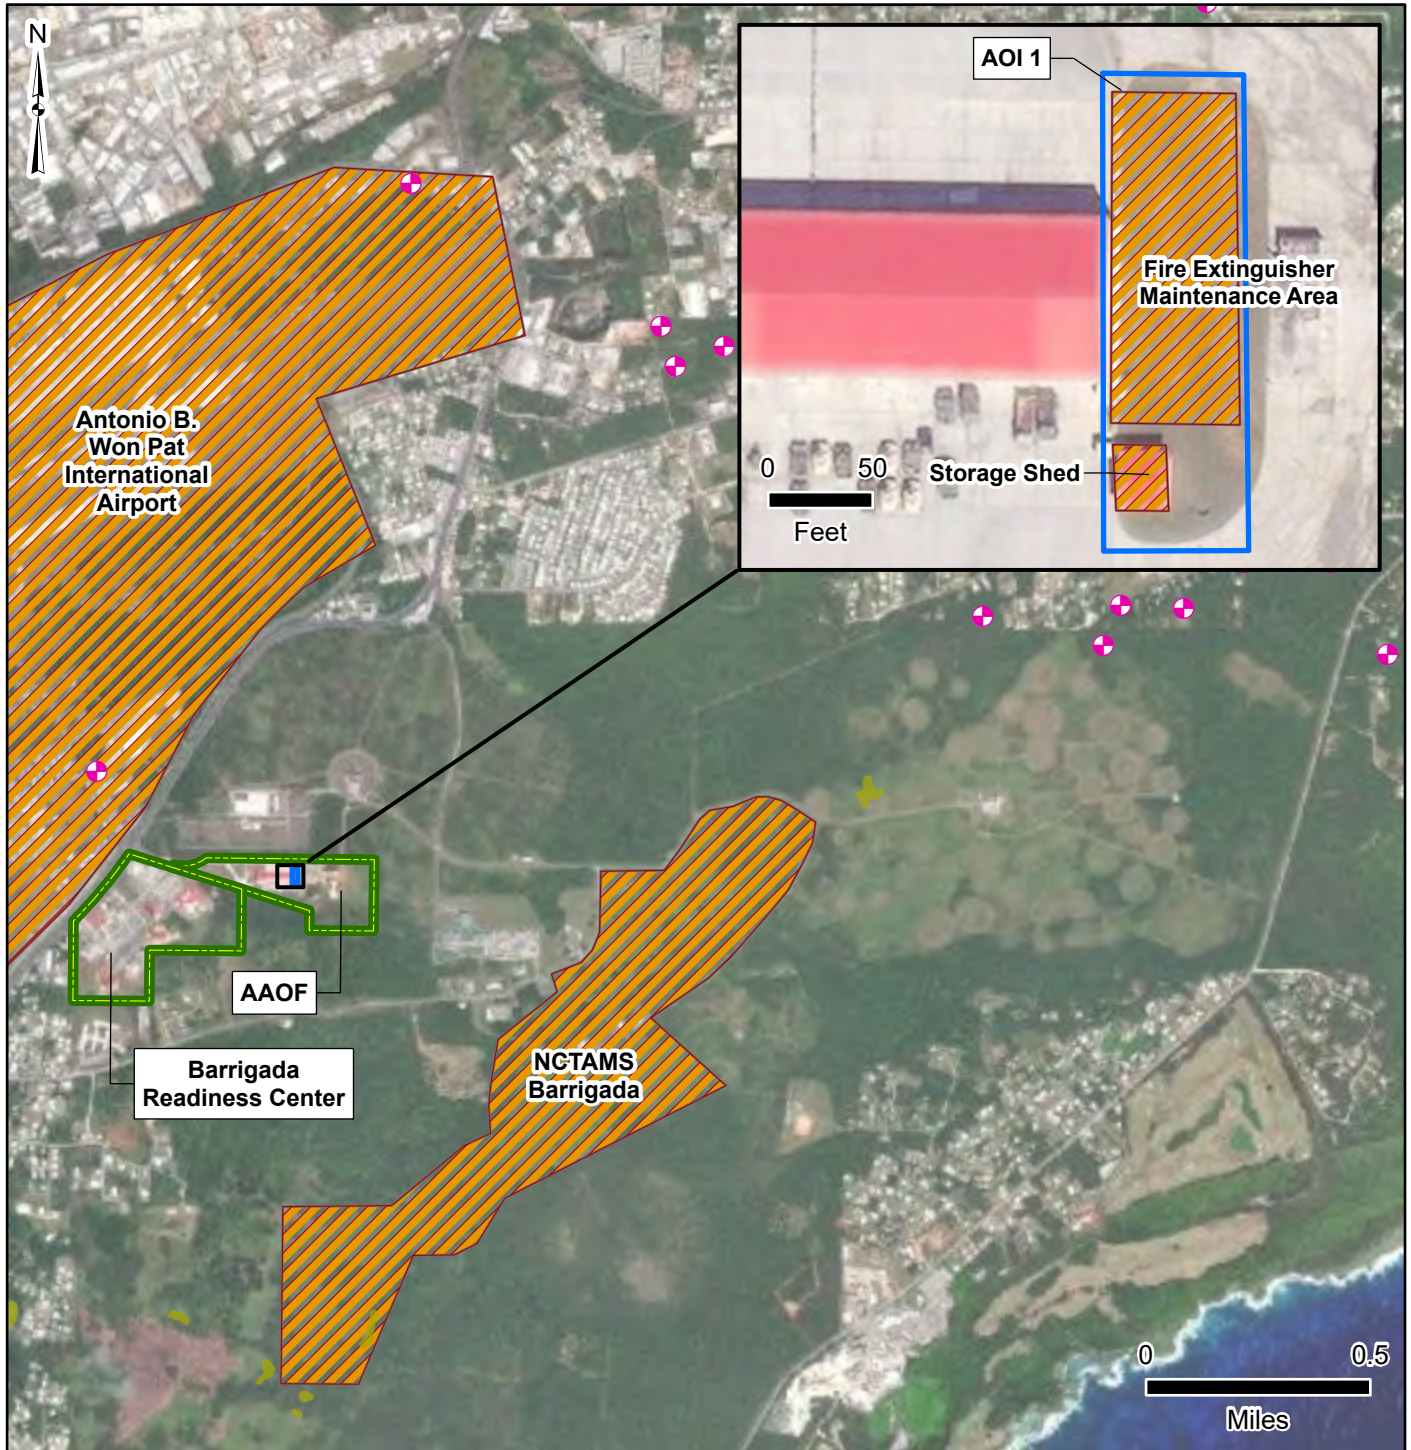 N
AOI 1
Fire Extinguisher
Maintenance Area
0 50
Feet
Storage Shed
Antonio B.
Won Pat
International
Airport
AAOF
Barrigada
Readiness Center
NCTAMS
Barrigada
0 0.5
Miles